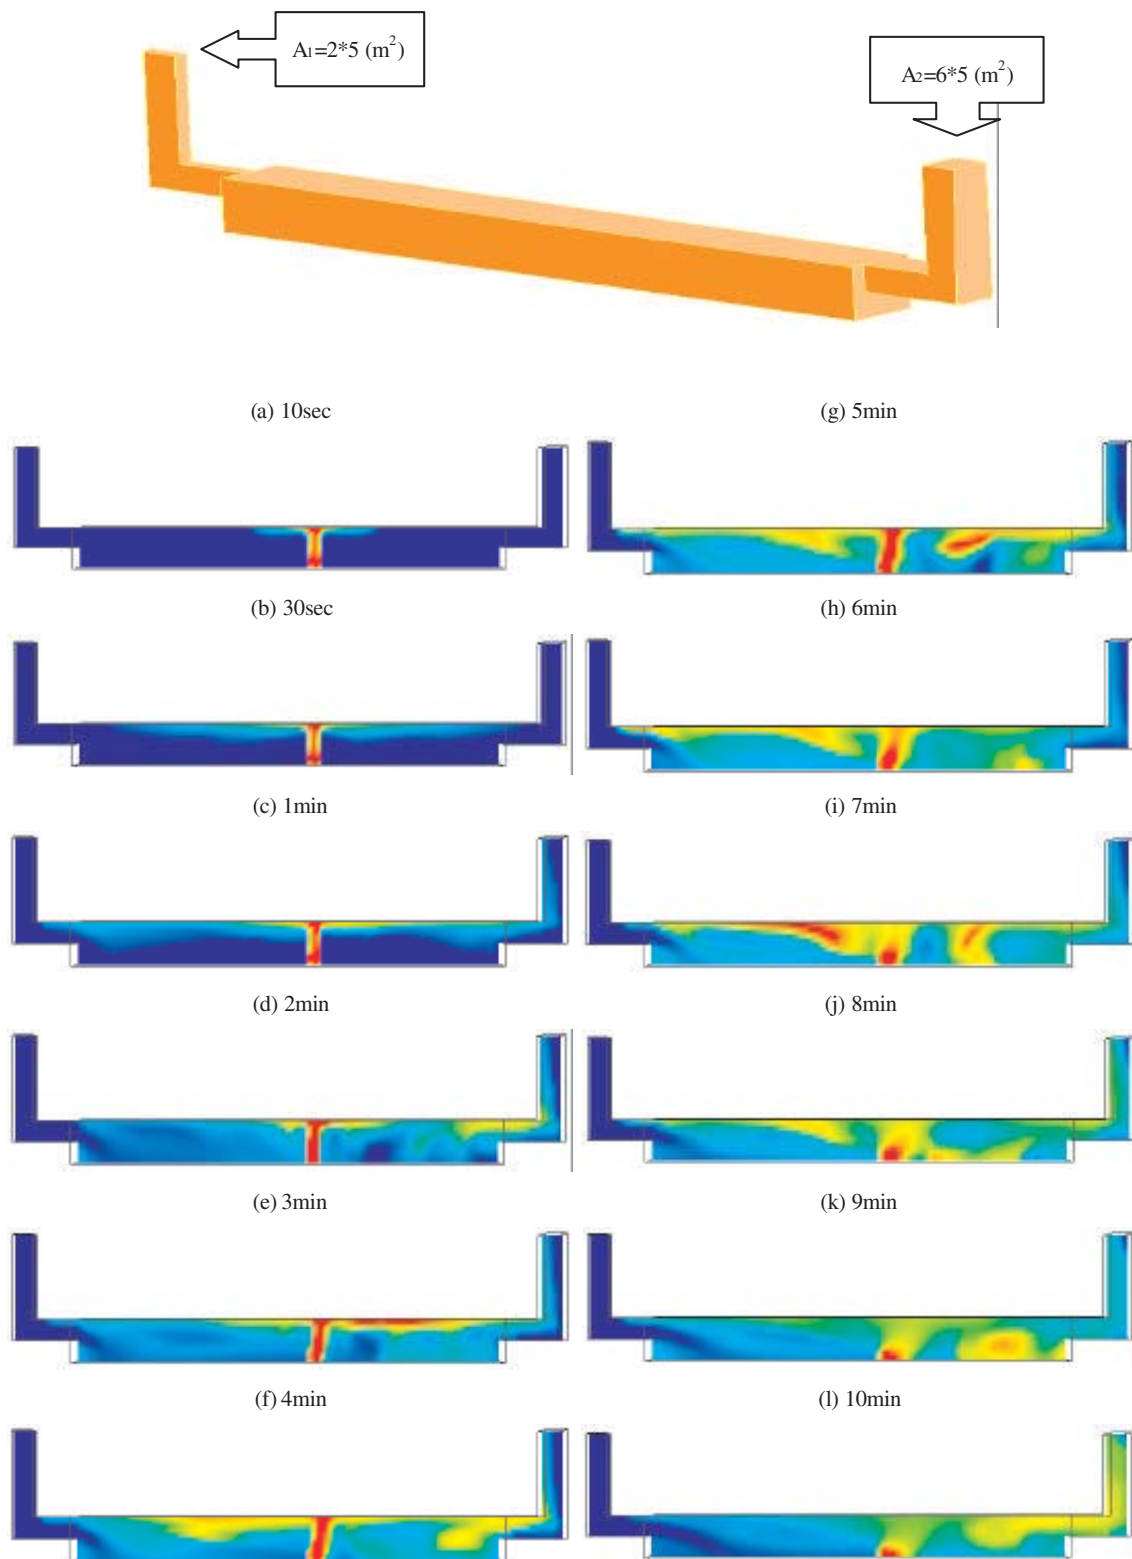 A₁=2*5 (m²)
A₂=6*5 (m²)
(a) 10sec
(g) 5min
(b) 30sec
(h) 6min
(c) 1min
(i) 7min
(d) 2min
(j) 8min
(e) 3min
(k) 9min
(f) 4min
(l) 10min